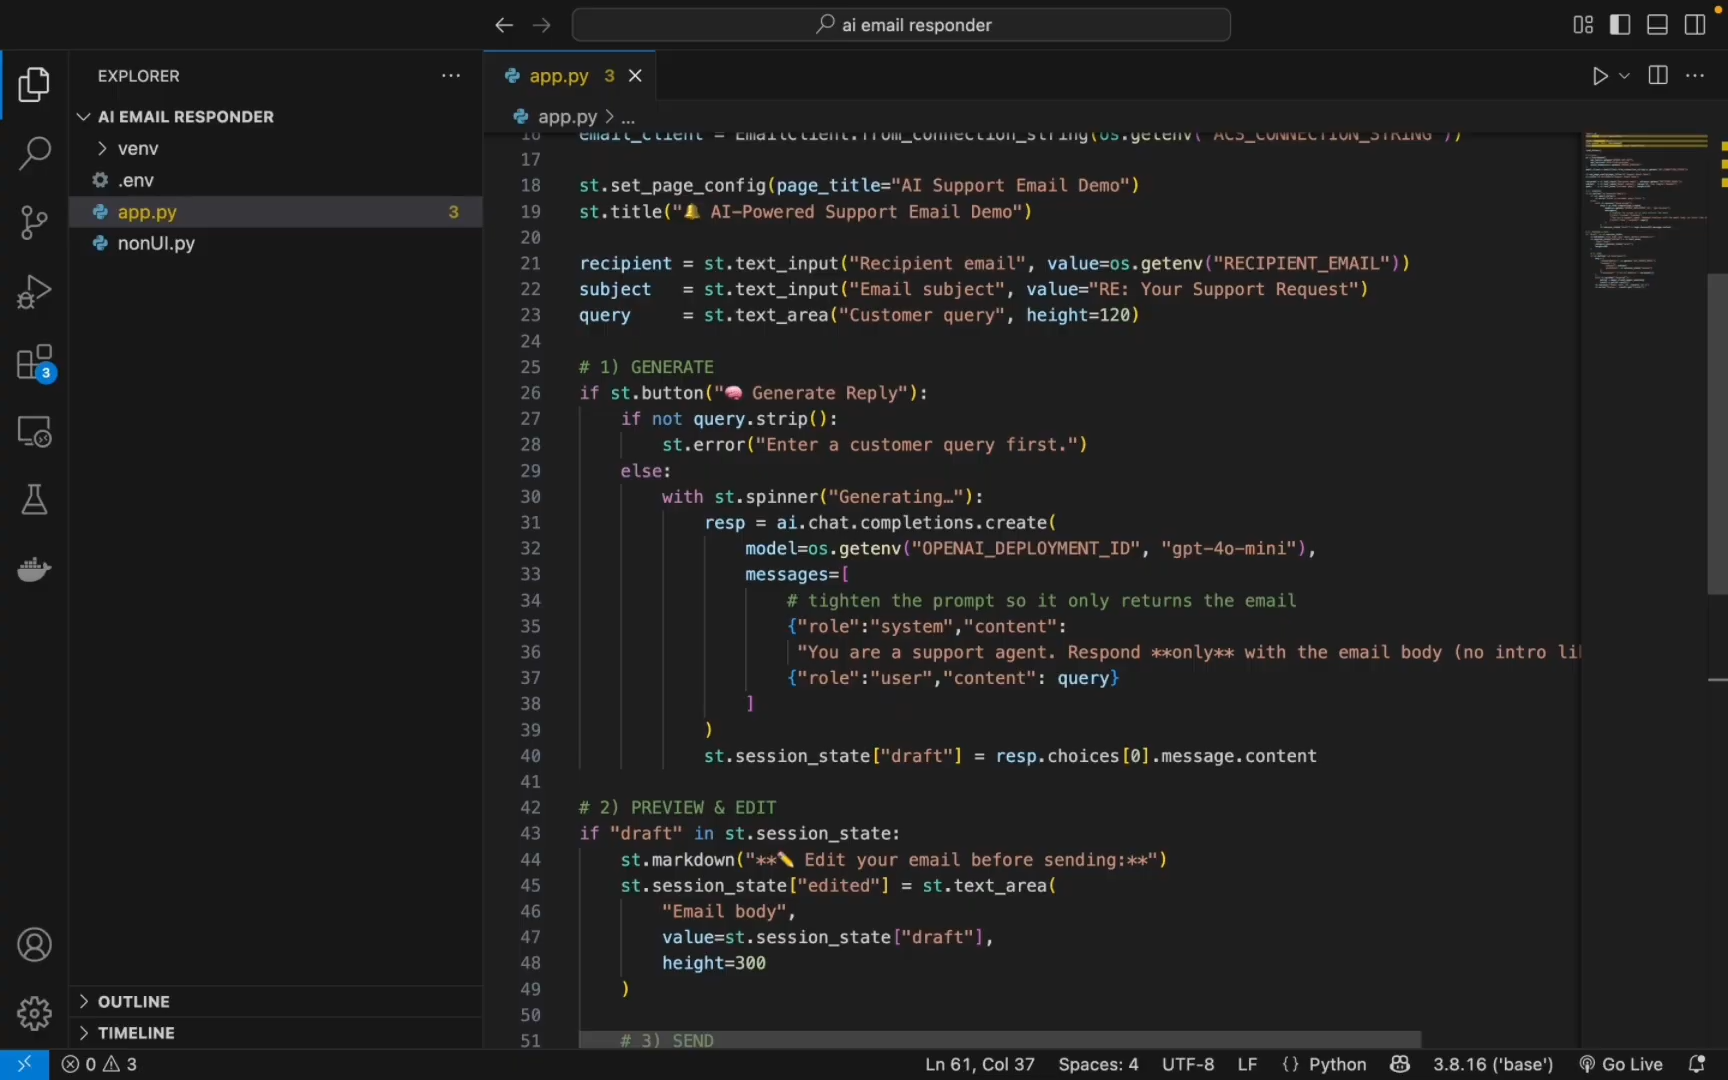 ai email responder
EXPLORER
AI EMAIL RESPONDER
venv
.env
app.py 3
nonUI.py
3
OUTLINE
TIMELINE
app.py 3
app.py > ...
16 email_client = EmailClient.from_connection_string(os.getenv("ACS_CONNECTION_STRING"))
17
18 st.set_page_config(page_title="AI Support Email Demo")
19 st.title("🔔 AI-Powered Support Email Demo")
20
21 recipient = st.text_input("Recipient email", value=os.getenv("RECIPIENT_EMAIL"))
22 subject   = st.text_input("Email subject", value="RE: Your Support Request")
23 query     = st.text_area("Customer query", height=120)
24
25 # 1) GENERATE
26 if st.button("🧠 Generate Reply"):
27     if not query.strip():
28         st.error("Enter a customer query first.")
29     else:
30         with st.spinner("Generating…"):
31             resp = ai.chat.completions.create(
32                 model=os.getenv("OPENAI_DEPLOYMENT_ID", "gpt-4o-mini"),
33                 messages=[
34                     # tighten the prompt so it only returns the email
35                     {"role":"system","content":
36                      "You are a support agent. Respond **only** with the email body (no intro li
37                     {"role":"user","content": query}
38                 ]
39             )
40             st.session_state["draft"] = resp.choices[0].message.content
41
42 # 2) PREVIEW & EDIT
43 if "draft" in st.session_state:
44     st.markdown("**✏️ Edit your email before sending:**")
45     st.session_state["edited"] = st.text_area(
46         "Email body",
47         value=st.session_state["draft"],
48         height=300
49     )
50
51     # 3) SEND
0 3
Ln 61, Col 37
Spaces: 4
UTF-8
LF
{} Python
3.8.16 ('base')
Go Live